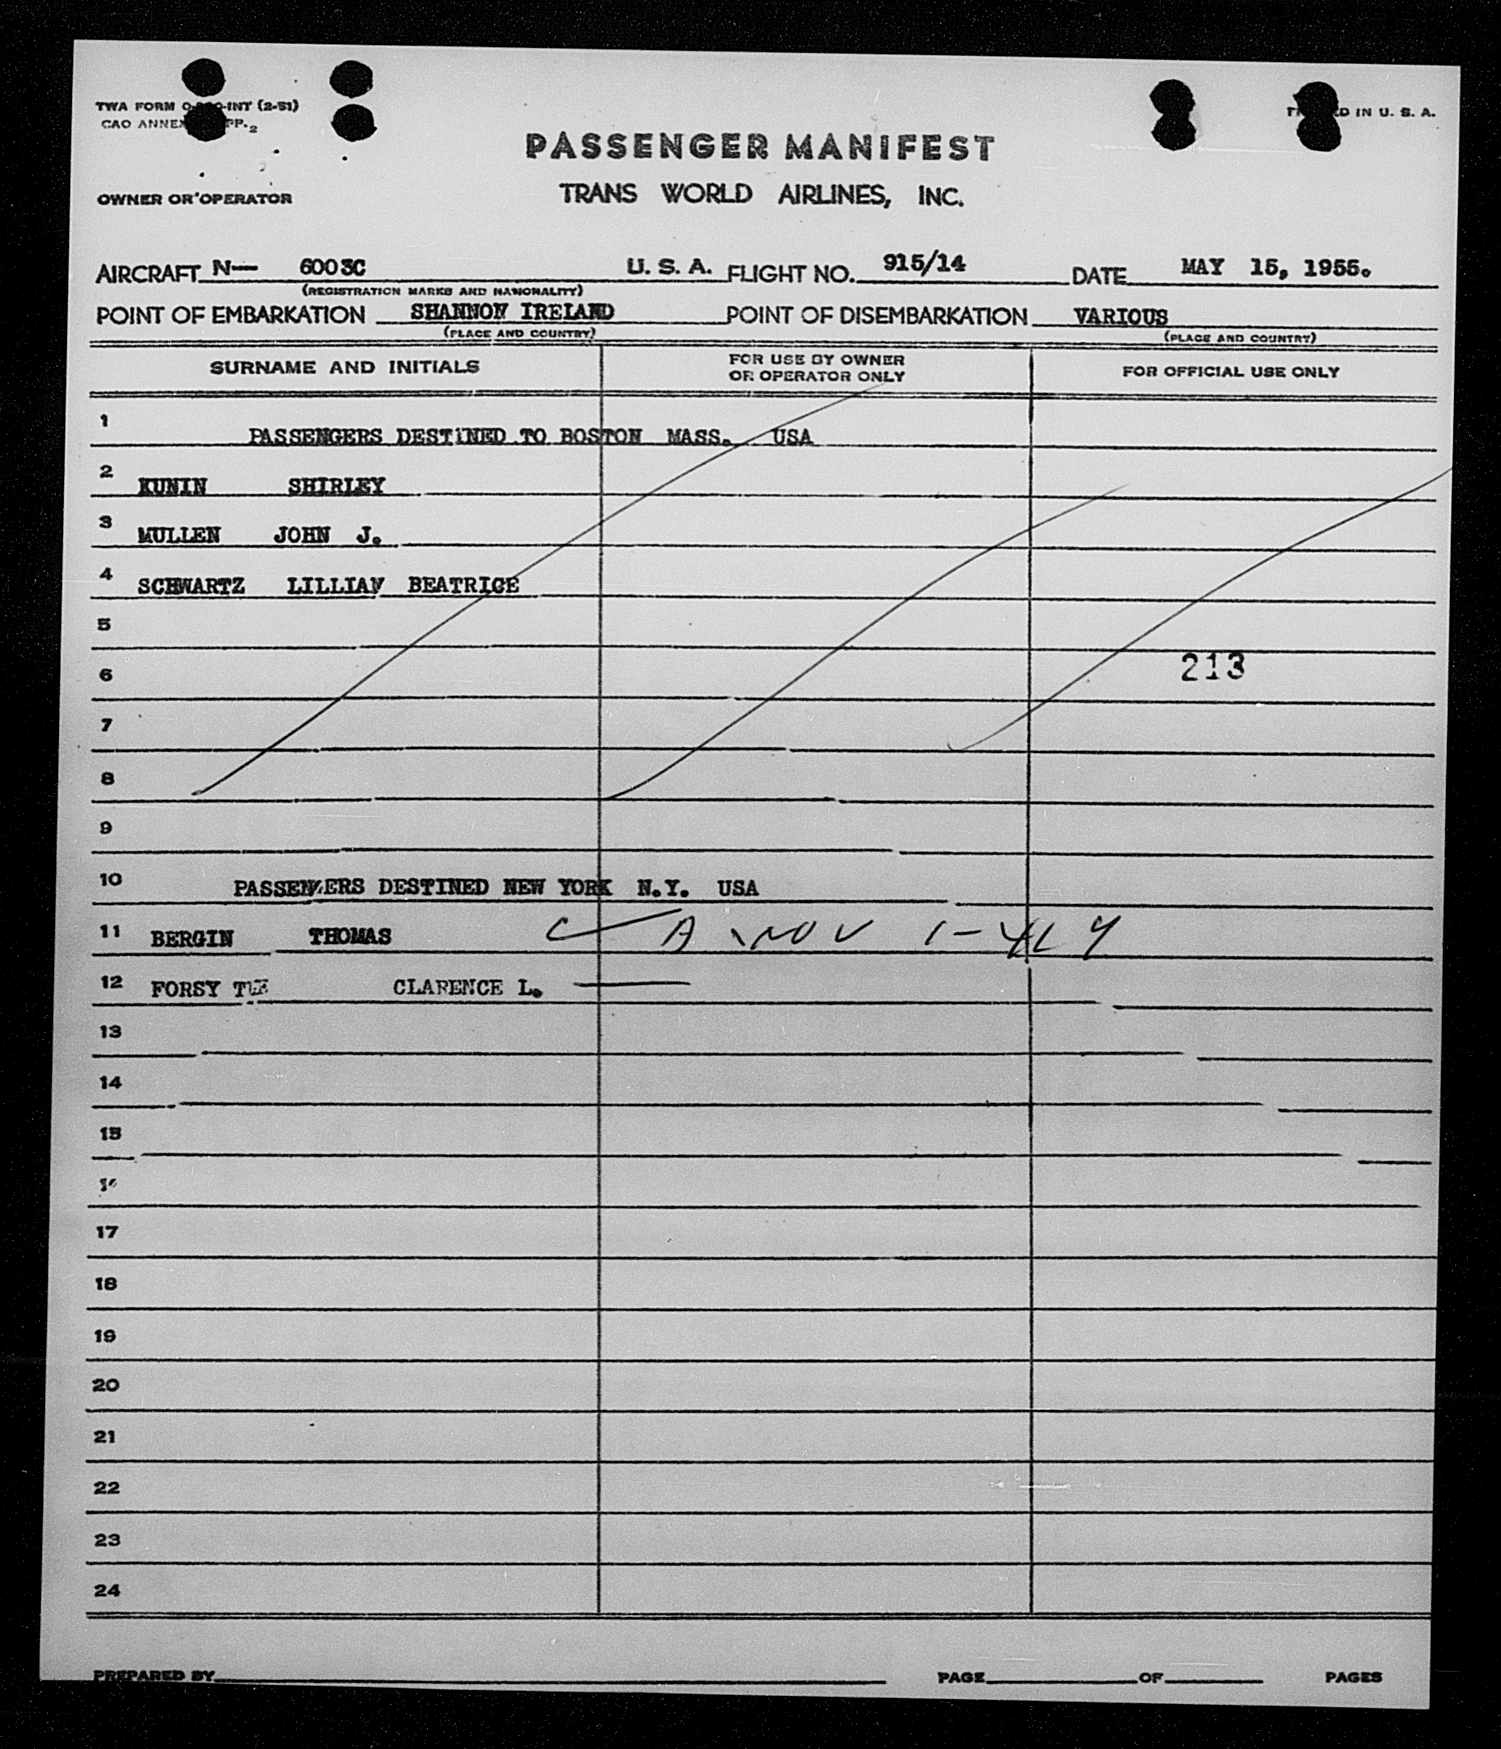 TWA FORM INT (2-51)
CAO ANNEX
IN U. S. A.
PASSENGER MANIFEST
OWNER OR OPERATOR
TRANS WORLD AIRLINES, INC.
AIRCRAFT N— 6003C U. S. A. FLIGHT NO. 915/14 DATE MAY 15, 1955.
(REGISTRATION MARKS AND NATIONALITY)
POINT OF EMBARKATION SHANNON IRELAND POINT OF DISEMBARKATION VARIOUS
(PLACE AND COUNTRY) (PLACE AND COUNTRY)
SURNAME AND INITIALS FOR USE BY OWNER OR OPERATOR ONLY FOR OFFICIAL USE ONLY
1 PASSENGERS DESTINED TO BOSTON MASS. USA
2 KUNIN SHIRLEY
3 MULLEN JOHN J.
4 SCHWARTZ LILLIAN BEATRICE
5
6 213
7
8
9
10 PASSENGERS DESTINED NEW YORK N.Y. USA
11 BERGIN THOMAS
12 FORSY CLARENCE L.
13
14
15
17
18
19
20
21
22
23
24
PREPARED BY PAGE OF PAGES